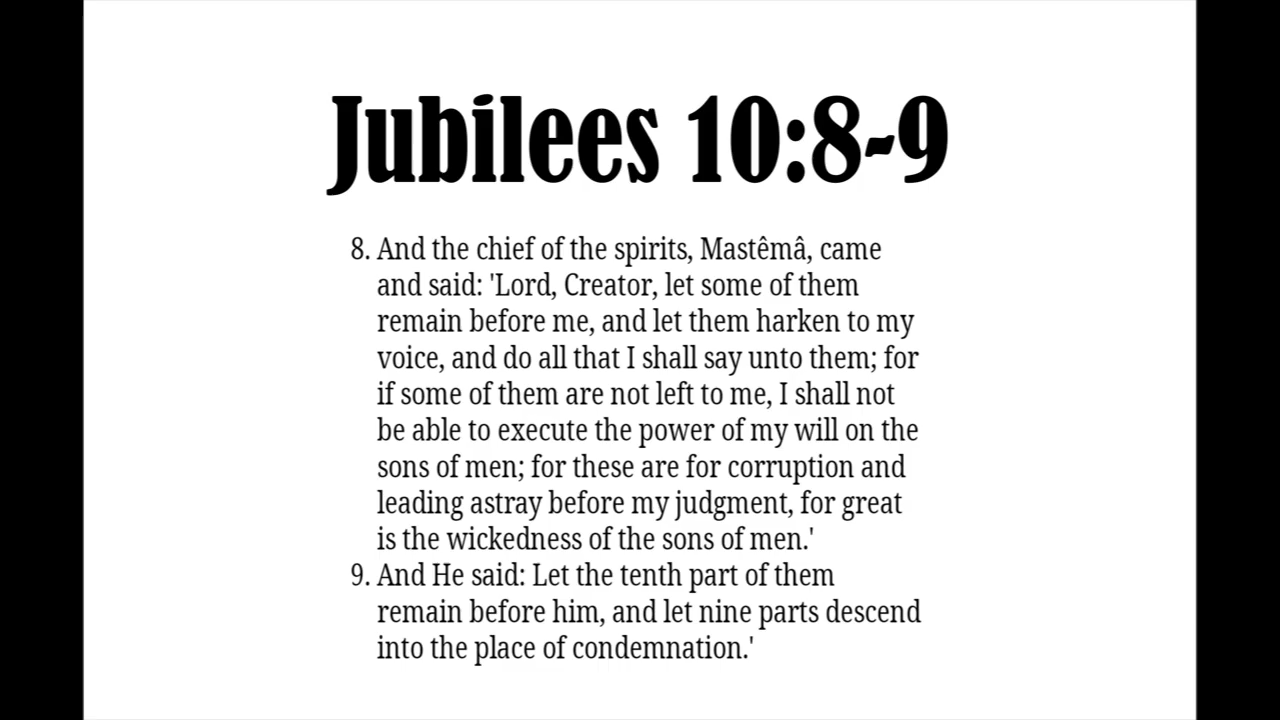 Jubilees 10:8-9
8. And the chief of the spirits, Mastêmâ, came
and said: 'Lord, Creator, let some of them
remain before me, and let them harken to my
voice, and do all that I shall say unto them; for
if some of them are not left to me, I shall not
be able to execute the power of my will on the
sons of men; for these are for corruption and
leading astray before my judgment, for great
is the wickedness of the sons of men.'
9. And He said: Let the tenth part of them
remain before him, and let nine parts descend
into the place of condemnation.'